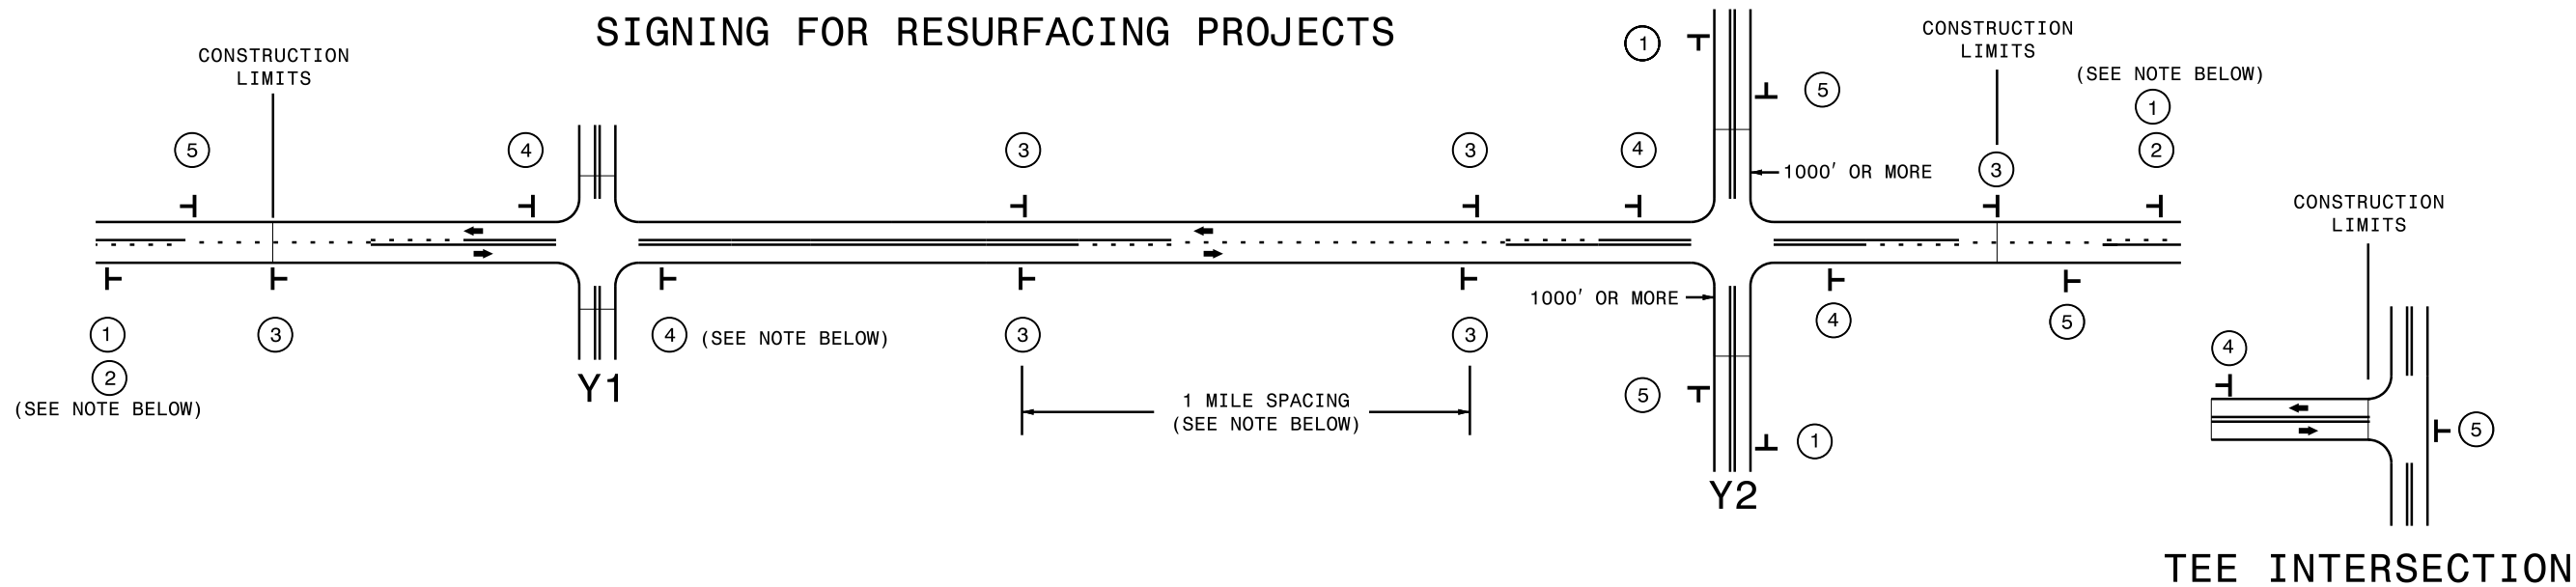 SIGNING FOR RESURFACING PROJECTS
CONSTRUCTION
LIMITS
5
4
3
3
4
1
5
1000' OR MORE
CONSTRUCTION
LIMITS
3
(SEE NOTE BELOW)
1
2
1
2
(SEE NOTE BELOW)
3
4 (SEE NOTE BELOW)
Y1
3
3
1 MILE SPACING
(SEE NOTE BELOW)
1000' OR MORE
5
1
Y2
4
5
CONSTRUCTION
LIMITS
4
5
TEE INTERSECTION